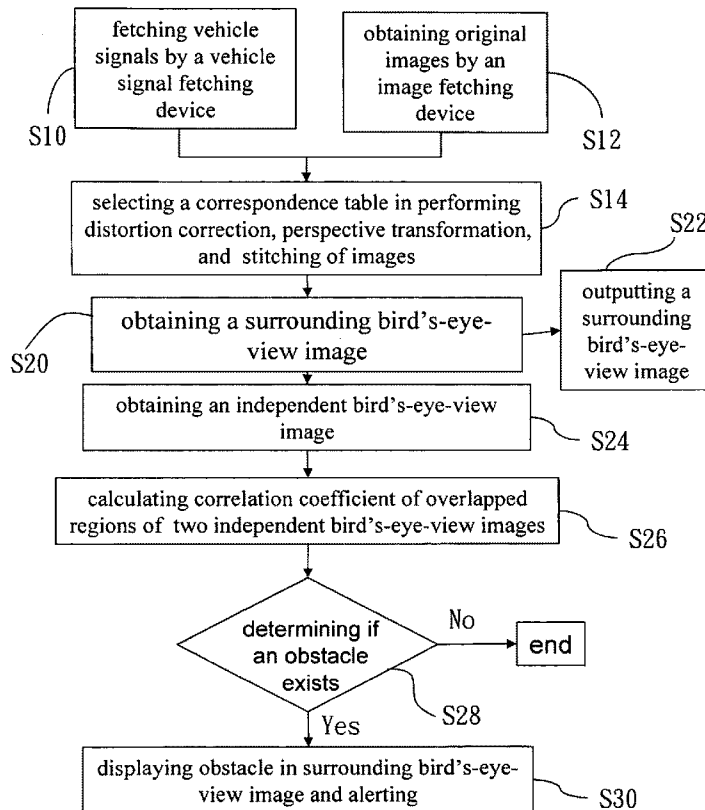 fetching vehicle
signals by a vehicle
signal fetching
device
S10
obtaining original
images by an
image fetching
device
S12
selecting a correspondence table in performing
distortion correction, perspective transformation,
and stitching of images
S14
S22
obtaining a surrounding bird's-eye-
view image
S20
outputting a
surrounding
bird's-eye-
view image
obtaining an independent bird's-eye-view
image
S24
calculating correlation coefficient of overlapped
regions of two independent bird's-eye-view images
S26
determining if
an obstacle
exists
No
end
S28
Yes
displaying obstacle in surrounding bird's-eye-
view image and alerting
S30